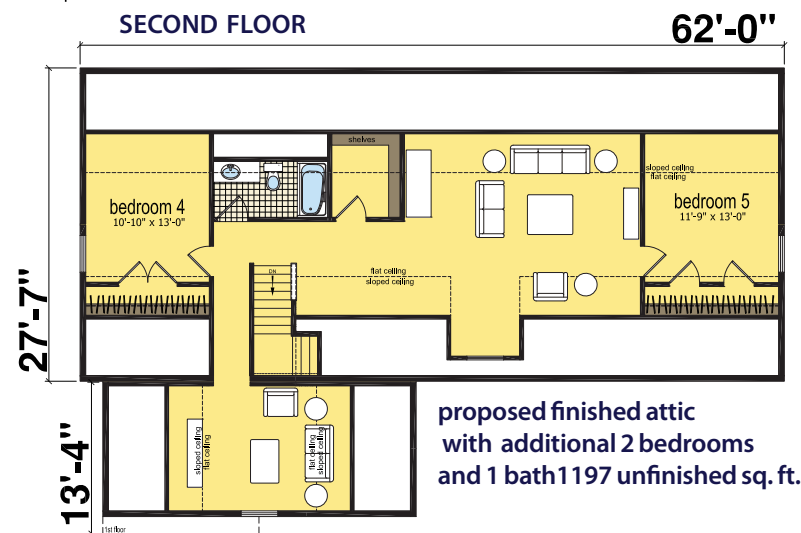 SECOND FLOOR
62'-0"
shelves
sloped ceiling
flat ceiling
bedroom 4
10'-10" x 13'-0"
bedroom 5
11'-9" x 13'-0"
DN
flat ceiling
sloped ceiling
27'-7"
sloped ceiling
flat ceiling
flat ceiling
sloped ceiling
13'-4"
proposed finished attic
with additional 2 bedrooms
and 1 bath1197 unfinished sq. ft.
1st floor